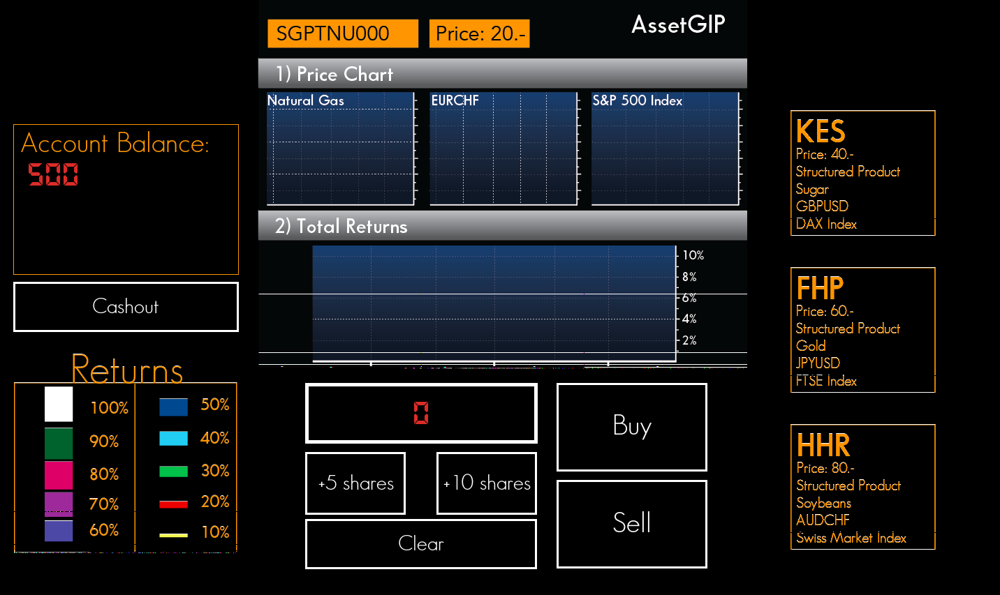 SGPTNU000
Price: 20.-
AssetGIP
1) Price Chart
Natural Gas
EURCHF
S&P 500 Index
2) Total Returns
10%
8%
6%
4%
2%
Account Balance:
500
Cashout
Returns
100%
50%
90%
40%
80%
30%
70%
20%
60%
10%
0
+5 shares
+10 shares
Clear
Buy
Sell
KES
Price: 40.-
Structured Product
Sugar
GBPUSD
DAX Index
FHP
Price: 60.-
Structured Product
Gold
JPYUSD
FTSE Index
HHR
Price: 80.-
Structured Product
Soybeans
AUDCHF
Swiss Market Index